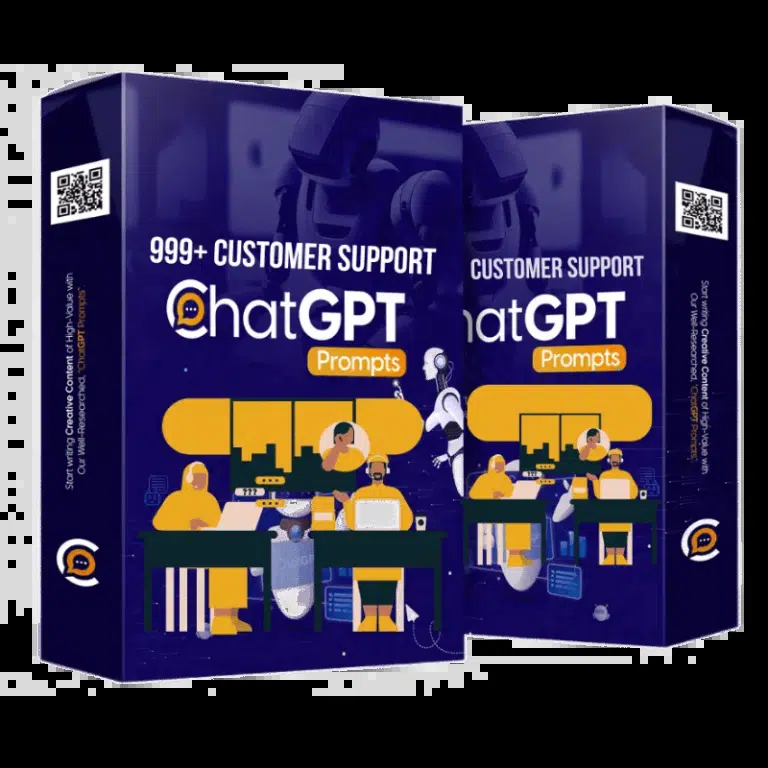 999+ CUSTOMER SUPPORT
ChatGPT
Prompts
Start writing Creative Content of High-Value with
Our Well-Researched, "ChatGPT Prompts"
???
CUSTOMER SUPPORT
hatGPT
Prompts
Start writing Creative Content of High-Value with
Our Well-Researched, "ChatGPT Prompts"